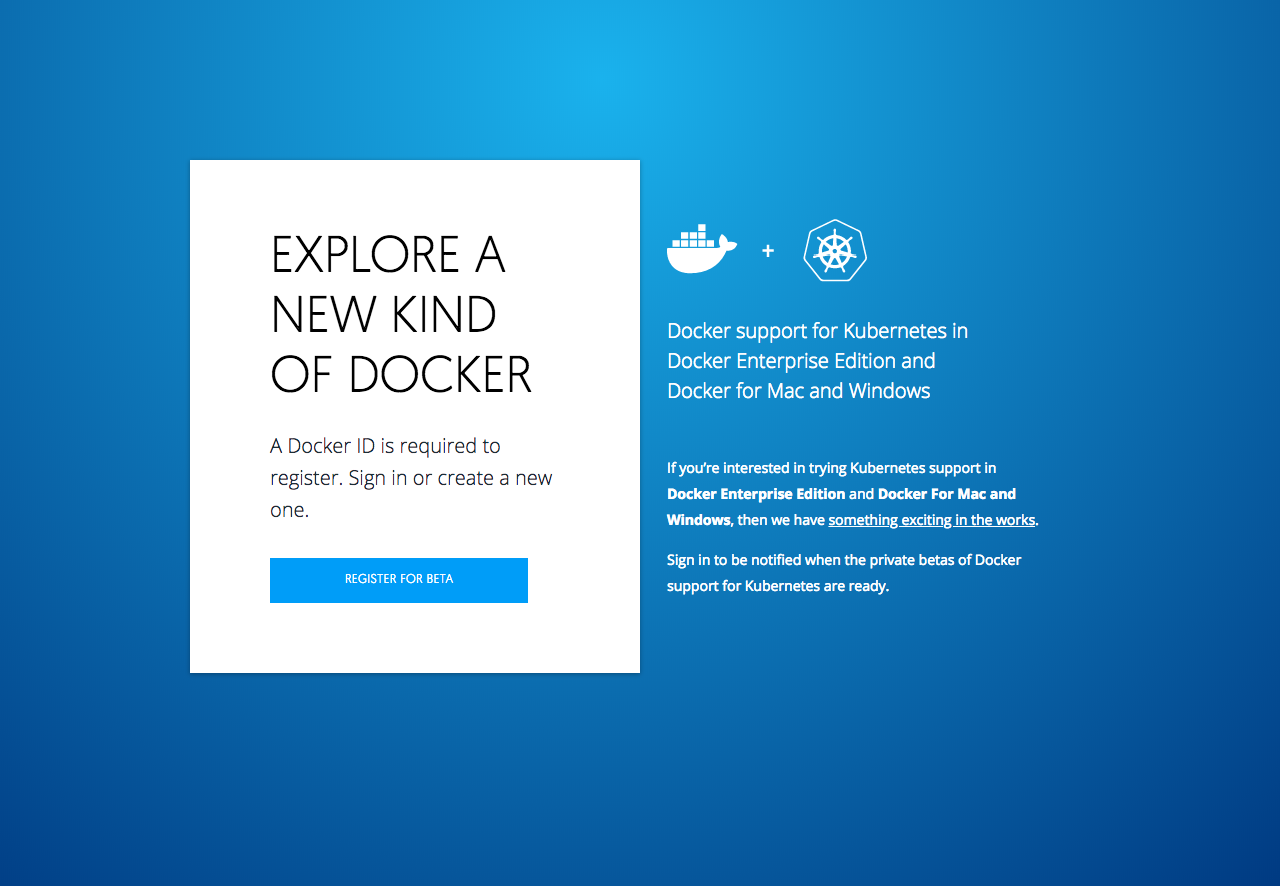 EXPLORE A
NEW KIND
OF DOCKER
A Docker ID is required to
register. Sign in or create a new
one.
REGISTER FOR BETA
+
Docker support for Kubernetes in
Docker Enterprise Edition and
Docker for Mac and Windows
If you’re interested in trying Kubernetes support in
Docker Enterprise Edition and Docker For Mac and
Windows, then we have something exciting in the works.
Sign in to be notified when the private betas of Docker
support for Kubernetes are ready.